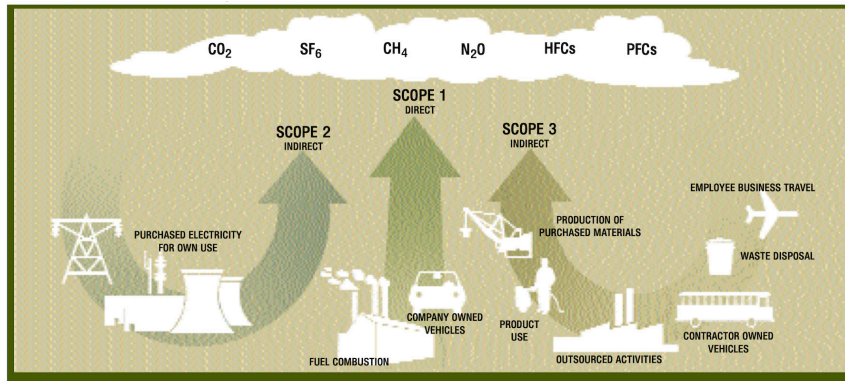 CO₂ SF₆ CH₄ N₂O HFCs PFCs
SCOPE 1
DIRECT
SCOPE 2
INDIRECT
SCOPE 3
INDIRECT
EMPLOYEE BUSINESS TRAVEL
PURCHASED ELECTRICITY
FOR OWN USE
PRODUCTION OF
PURCHASED MATERIALS
WASTE DISPOSAL
COMPANY OWNED
VEHICLES
PRODUCT
USE
CONTRACTOR OWNED
VEHICLES
FUEL COMBUSTION
OUTSOURCED ACTIVITIES